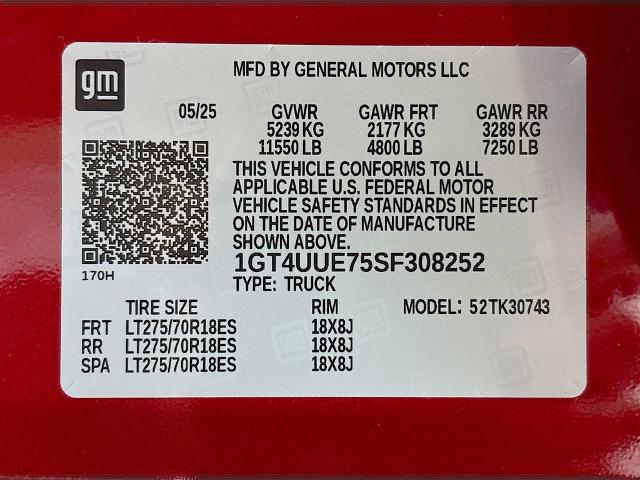 gm
MFD BY GENERAL MOTORS LLC
05/25 GVWR GAWR FRT GAWR RR
5239 KG 2177 KG 3289 KG
11550 LB 4800 LB 7250 LB
THIS VEHICLE CONFORMS TO ALL
APPLICABLE U.S. FEDERAL MOTOR
VEHICLE SAFETY STANDARDS IN EFFECT
ON THE DATE OF MANUFACTURE
SHOWN ABOVE.
170H
1GT4UUE75SF308252
TYPE: TRUCK
TIRE SIZE RIM MODEL: 52TK30743
FRT LT275/70R18ES 18X8J
RR LT275/70R18ES 18X8J
SPA LT275/70R18ES 18X8J